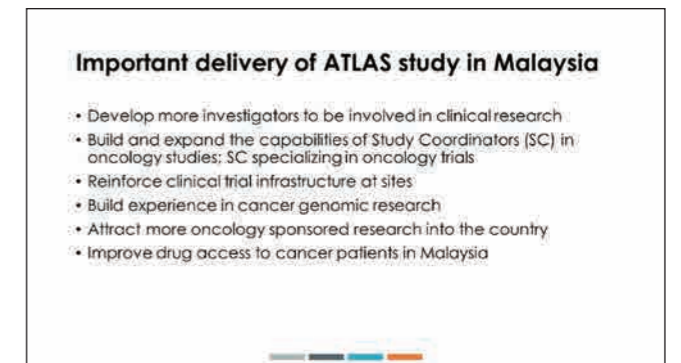 Important delivery of ATLAS study in Malaysia
• Develop more investigators to be involved in clinical research
• Build and expand the capabilities of Study Coordinators (SC) in
oncology studies: SC specializing in oncology trials
• Reinforce clinical trial infrastructure at sites
• Build experience in cancer genomic research
• Attract more oncology sponsored research into the country
• Improve drug access to cancer patients in Malaysia